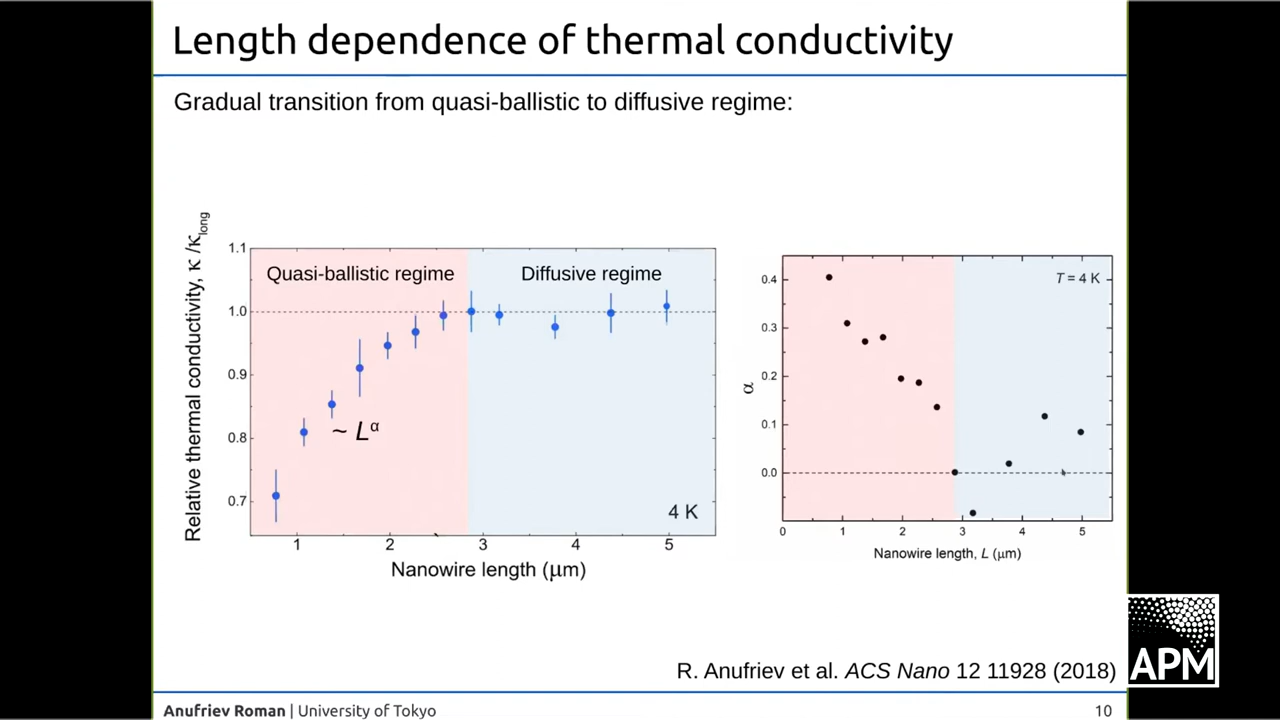 Length dependence of thermal conductivity
Gradual transition from quasi-ballistic to diffusive regime:
Relative thermal conductivity, κ /κlong
1.1
1.0
0.9
0.8
0.7
Quasi-ballistic regime
Diffusive regime
~ Lα
4 K
1
2
3
4
5
Nanowire length (μm)
α
0.4
0.3
0.2
0.1
0.0
T = 4 K
0
1
2
3
4
5
Nanowire length, L (μm)
R. Anufriev et al. ACS Nano 12 11928 (2018)
APM
Anufriev Roman | University of Tokyo
10